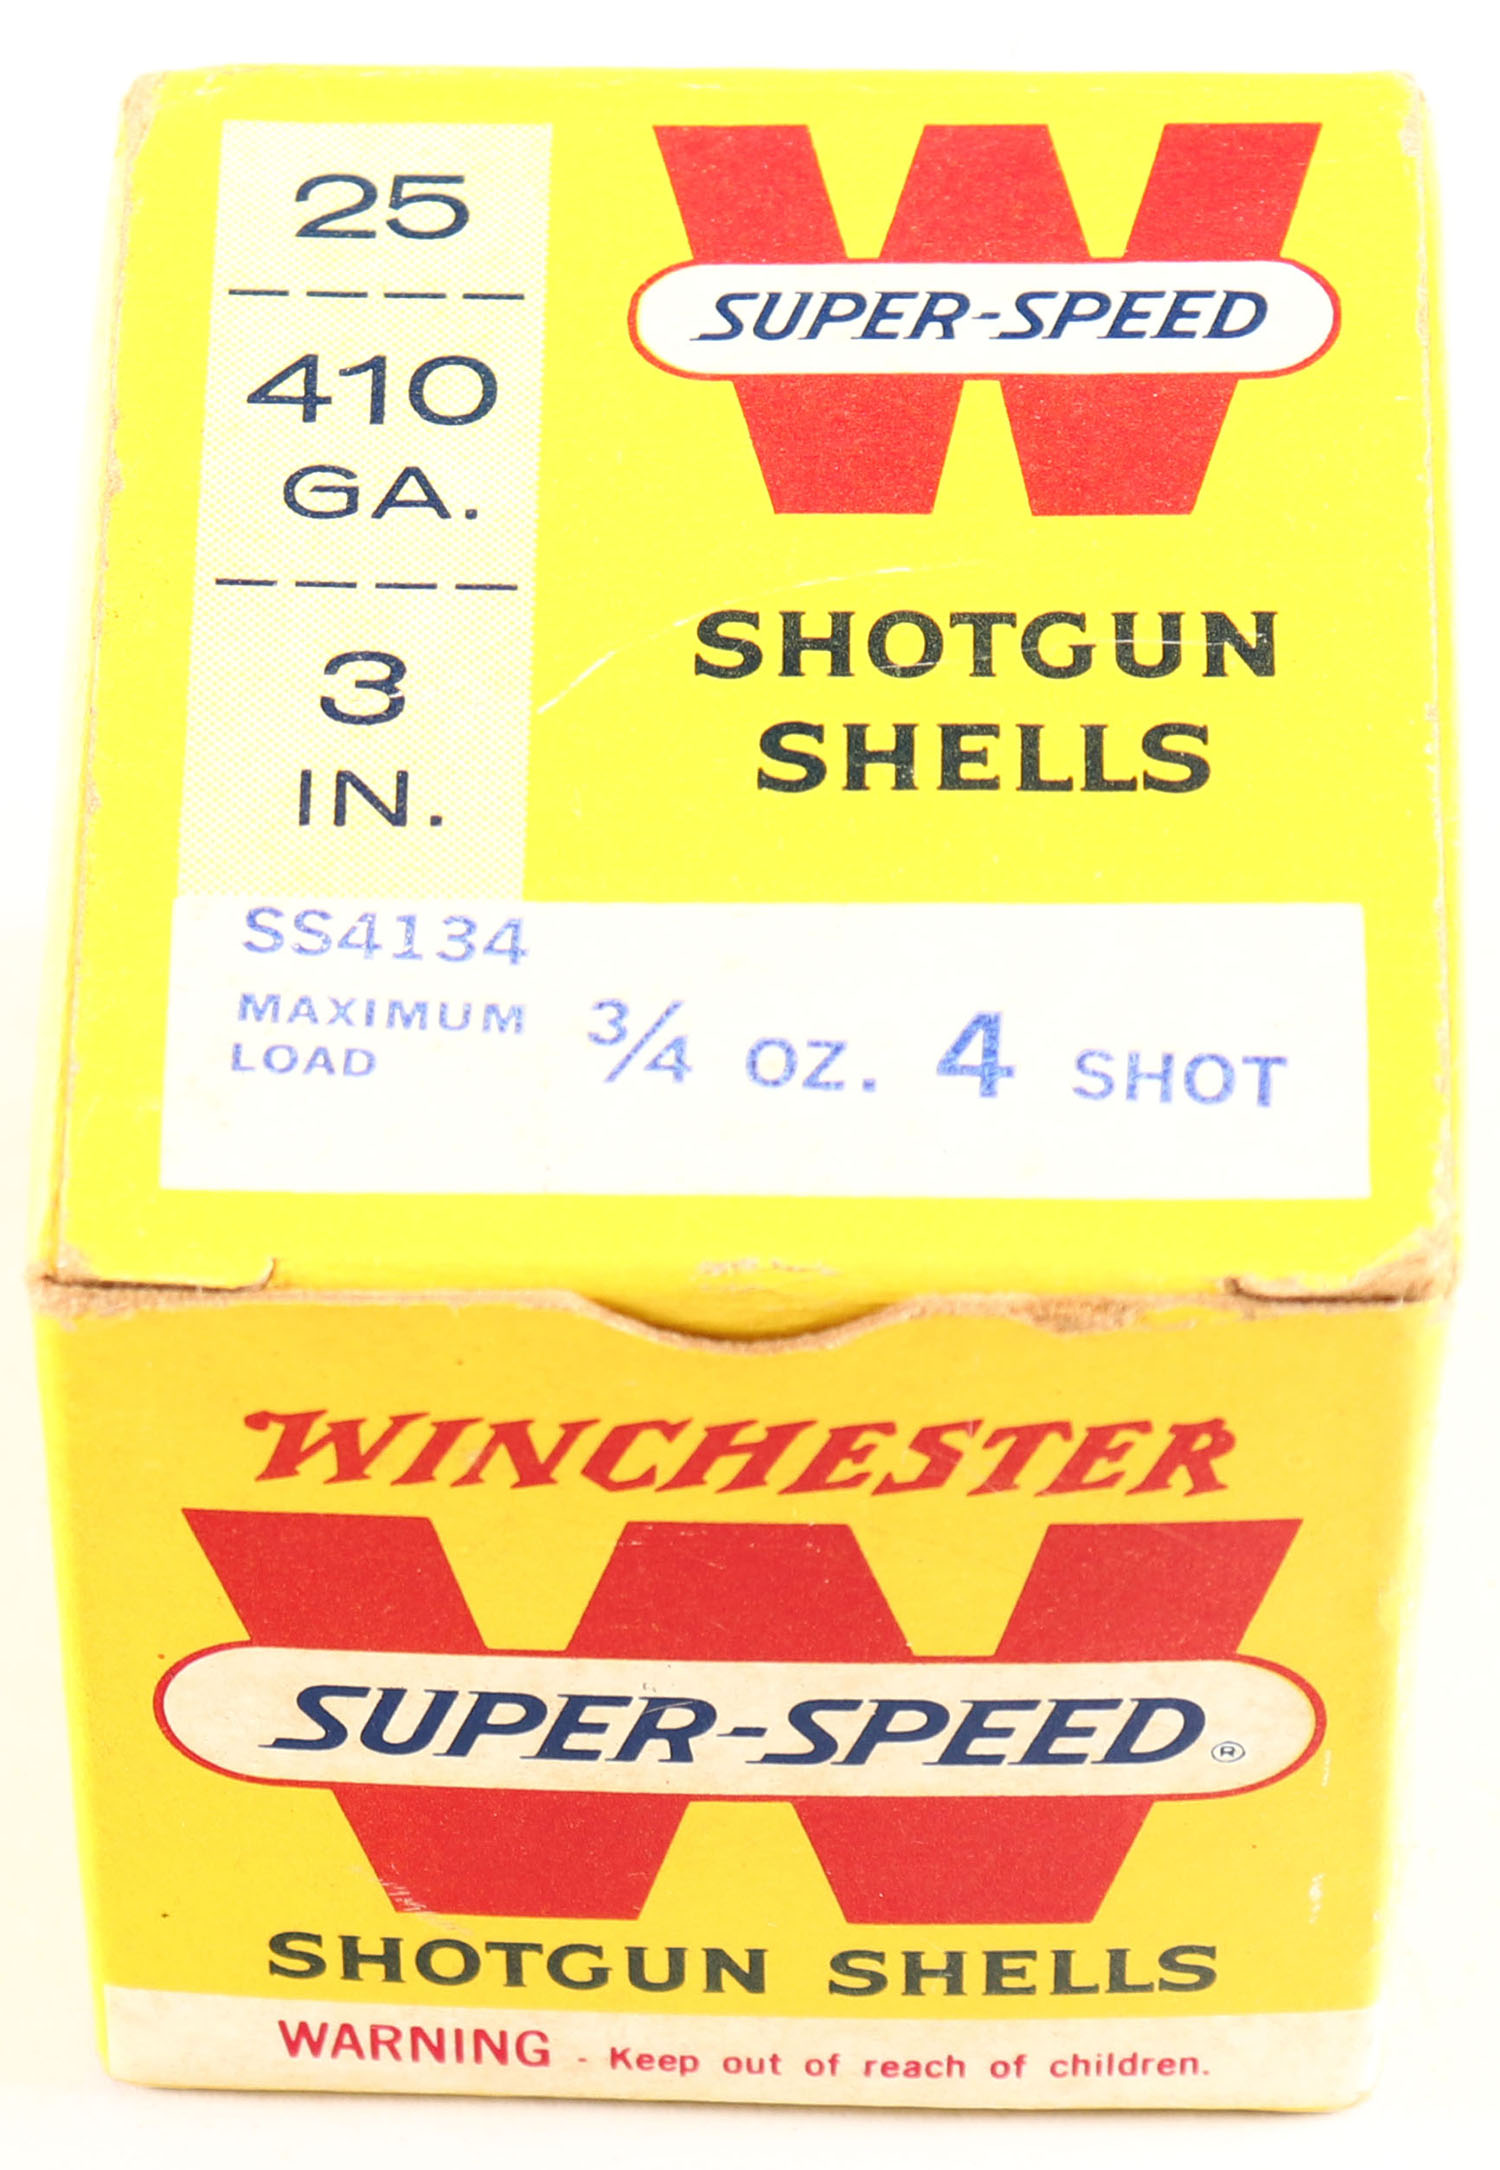 25
410
GA.
3
IN.
W
SUPER-SPEED
SHOTGUN
SHELLS
SS4134
MAXIMUM
LOAD
3/4 OZ. 4 SHOT
WINCHESTER
W
SUPER-SPEED®
SHOTGUN SHELLS
WARNING - Keep out of reach of children.